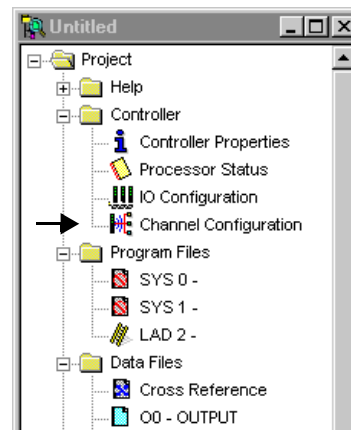 Untitled
Project
Help
Controller
Controller Properties
Processor Status
IO Configuration
Channel Configuration
Program Files
SYS 0 -
SYS 1 -
LAD 2 -
Data Files
Cross Reference
O0 - OUTPUT